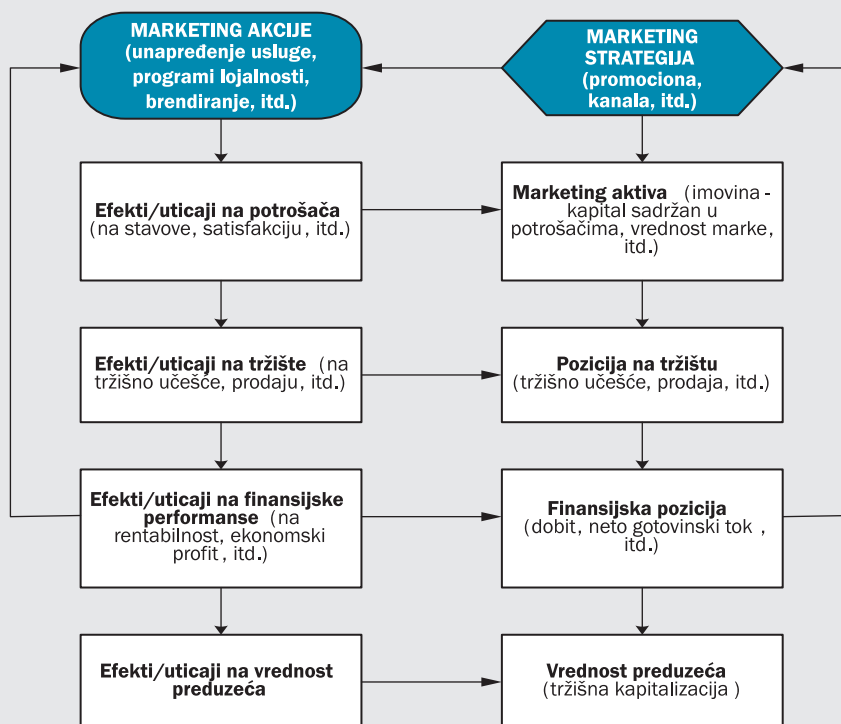 MARKETING AKCIJE
(unapređenje usluge,
programi lojalnosti,
brendiranje, itd.)
MARKETING
STRATEGIJA
(promociona,
kanala, itd.)
Efekti/uticaji na potrošača
(na stavove, satisfakciju, itd.)
Marketing aktiva (imovina-
kapital sadržan u
potrošačima, vrednost marke,
itd.)
Efekti/uticaji na tržište (na
tržišno učešće, prodaju, itd.)
Pozicija na tržištu
(tržišno učešće, prodaja, itd.)
Efekti/uticaji na finansijske
performanse (na
rentabilnost, ekonomski
profit, itd.)
Finansijska pozicija
(dobit, neto gotovinski tok ,
itd.)
Efekti/uticaji na vrednost
preduzeća
Vrednost preduzeća
(tržišna kapitalizacija )